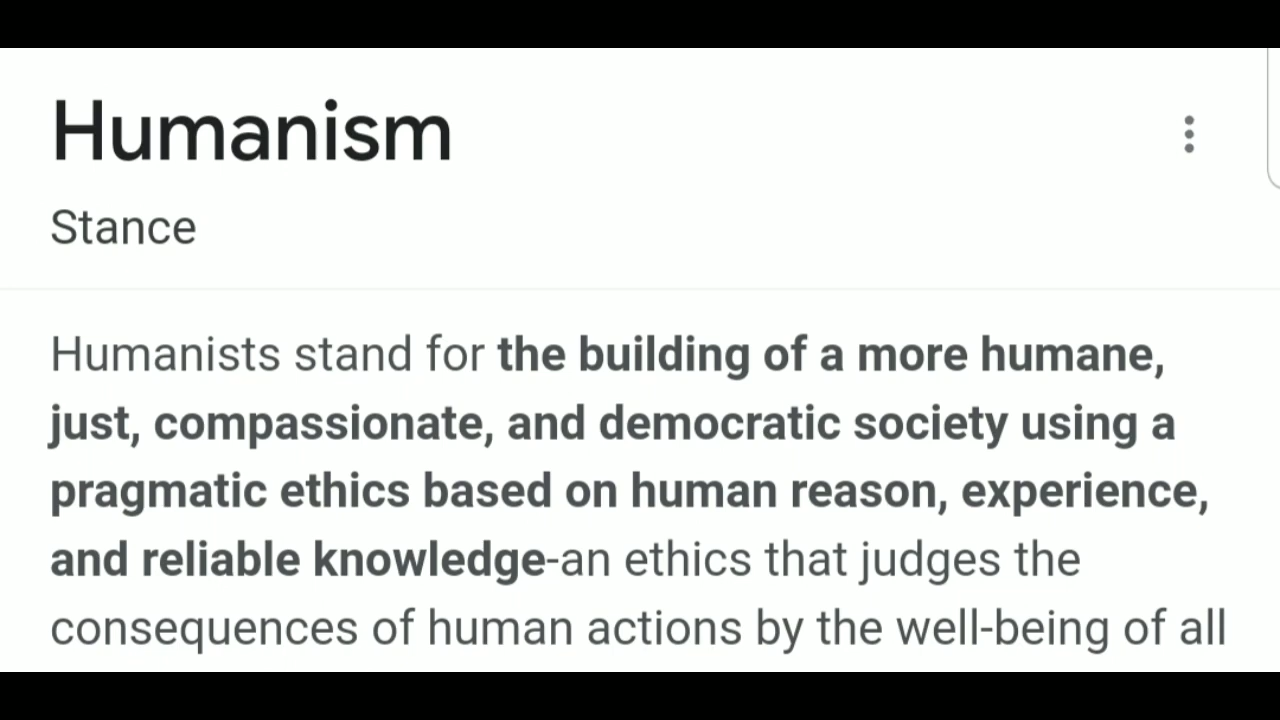 Humanism
Stance
Humanists stand for the building of a more humane,
just, compassionate, and democratic society using a
pragmatic ethics based on human reason, experience,
and reliable knowledge-an ethics that judges the
consequences of human actions by the well-being of all